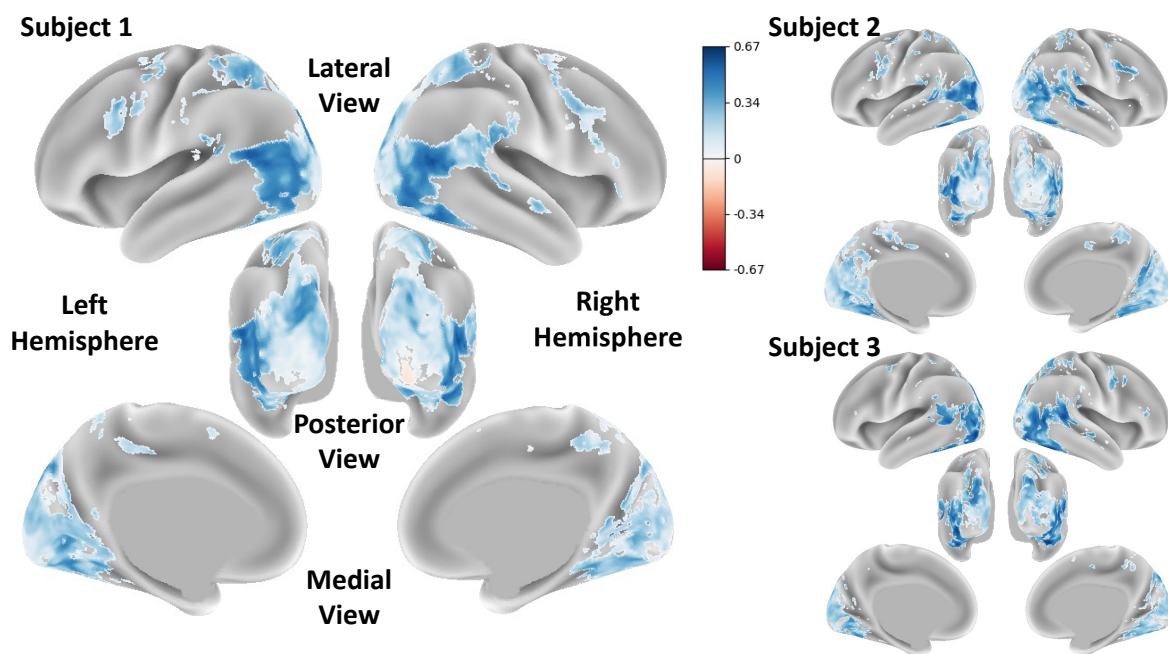 Subject 1
Lateral
View
0.67
0.34
0
-0.34
-0.67
Left
Hemisphere
Right
Hemisphere
Posterior
View
Medial
View
Subject 2
Subject 3